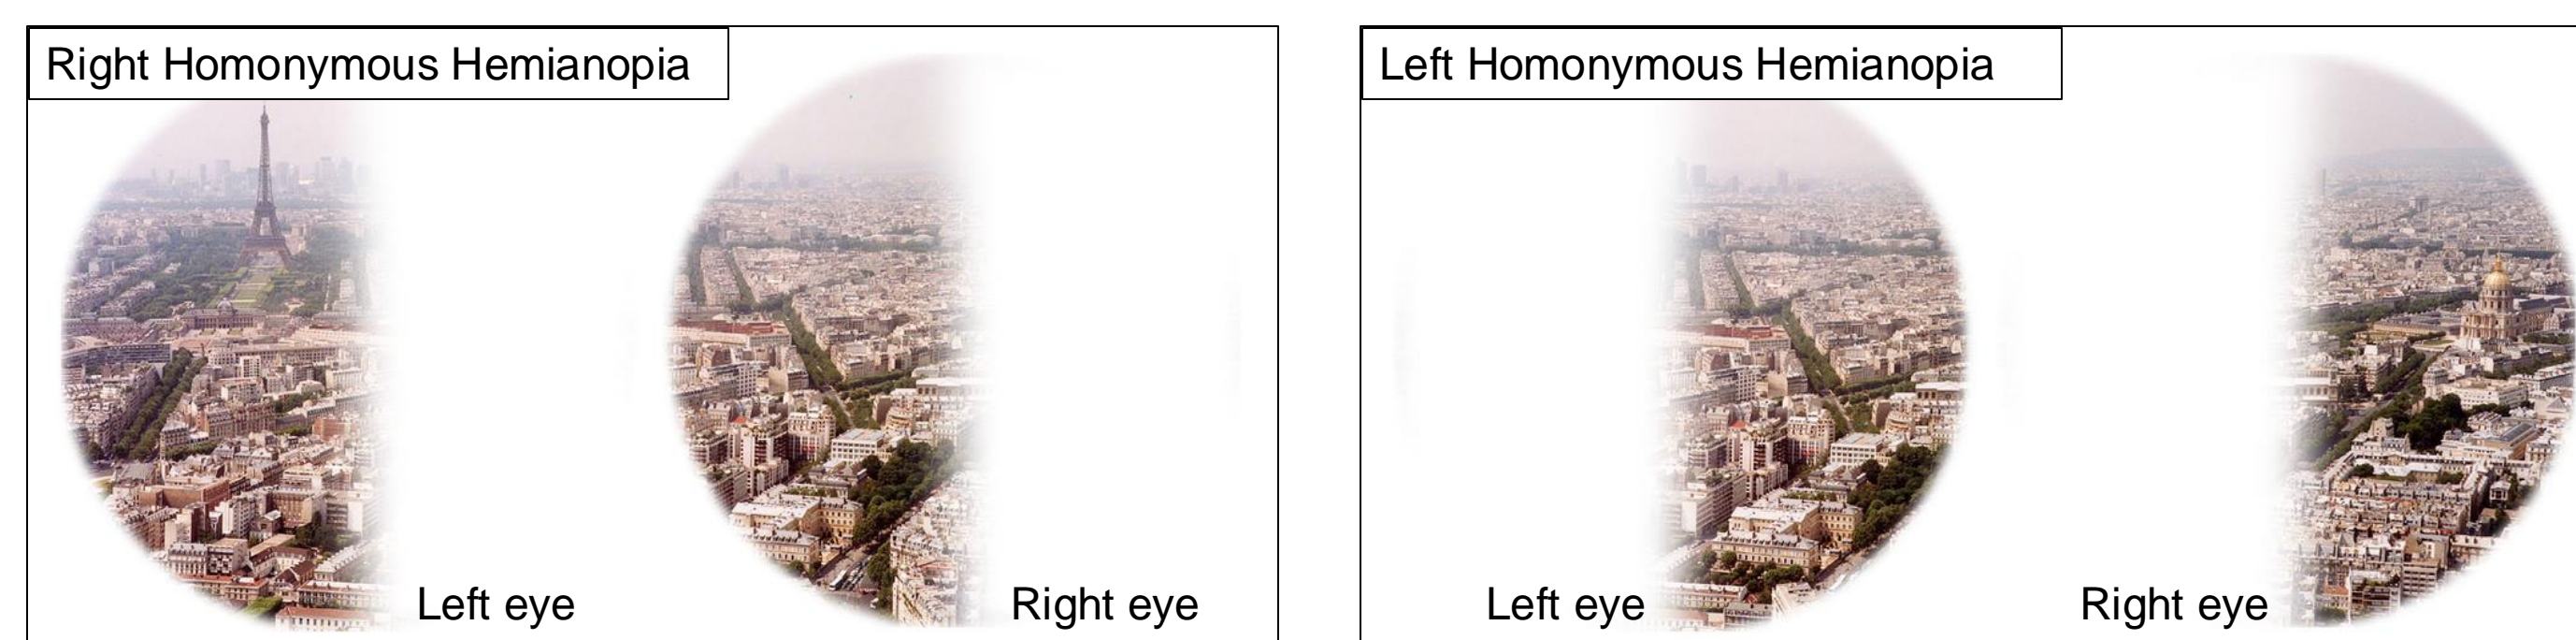 Right Homonymous Hemianopia
Left eye
Right eye
Left Homonymous Hemianopia
Left eye
Right eye